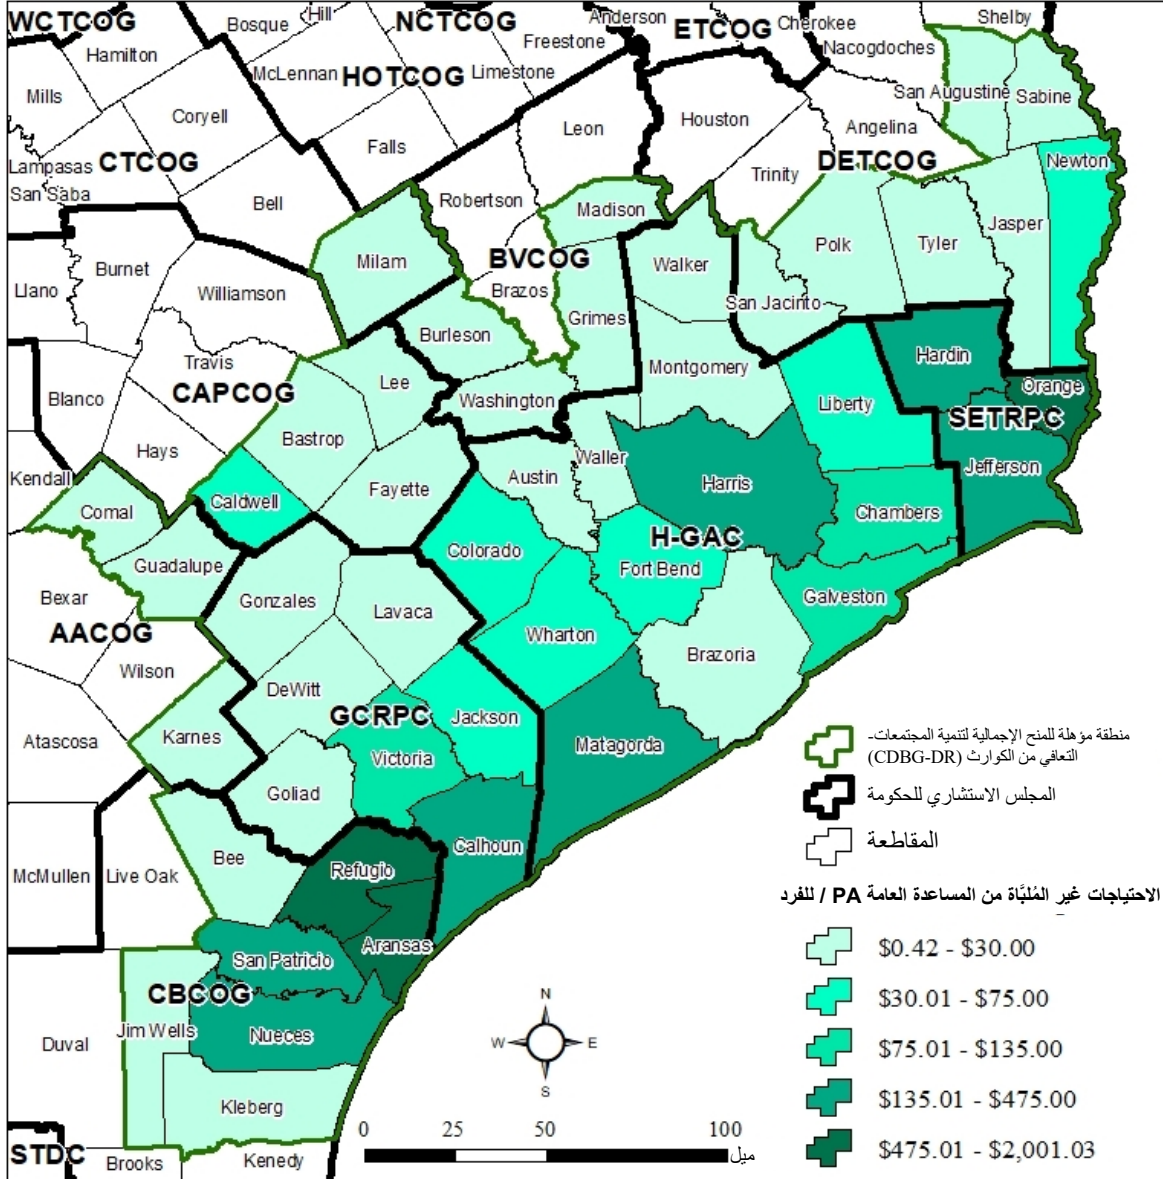 Hill
Anderson
Shelby
WCTCOG
Bosque
NCTCOG
ETCOG
Cherokee
Hamilton
Freestone
Nacogdoches
McLennan
HOTCOG
Limestone
Mills
San Augustine
Sabine
Coryell
Leon
Houston
Angelina
Falls
Lampasas
CTCOG
DETCOG
Newton
San Saba
Bell
Robertson
Trinity
Madison
Jasper
Milam
BVCOG
Walker
Polk
Tyler
Burnet
Llano
Williamson
Brazos
San Jacinto
Grimes
Burleson
Travis
Hardin
Lee
Montgomery
CAPCOG
Orange
Blanco
Washington
Liberty
SETRPC
Bastrop
Hays
Waller
Jefferson
Kendall
Austin
Harris
Fayette
Caldwell
Comal
Chambers
Colorado
H-GAC
Guadalupe
Fort Bend
Bexar
Gonzales
Lavaca
Galveston
AACOG
Wharton
Wilson
Brazoria
DeWitt
GCRPC
Jackson
Karnes
Atascosa
Matagorda
Victoria
Goliad
Calhoun
Bee
Refugio
McMullen
Live Oak
Aransas
San Patricio
CBCOG
Jim Wells
Nueces
Duval
Kleberg
STDC
Brooks
Kenedy
منطقة مؤهلة للمنح الإجمالية لتنمية المجتمعات-
التعافي من الكوارث (CDBG-DR)
المجلس الاستشاري للحكومة
المقاطعة
الاحتياجات غير المُلبَّاة من المساعدة العامة PA / للفرد
$0.42 - $30.00
$30.01 - $75.00
$75.01 - $135.00
$135.01 - $475.00
$475.01 - $2,001.03
N
W E
S
0 25 50 100
ميل